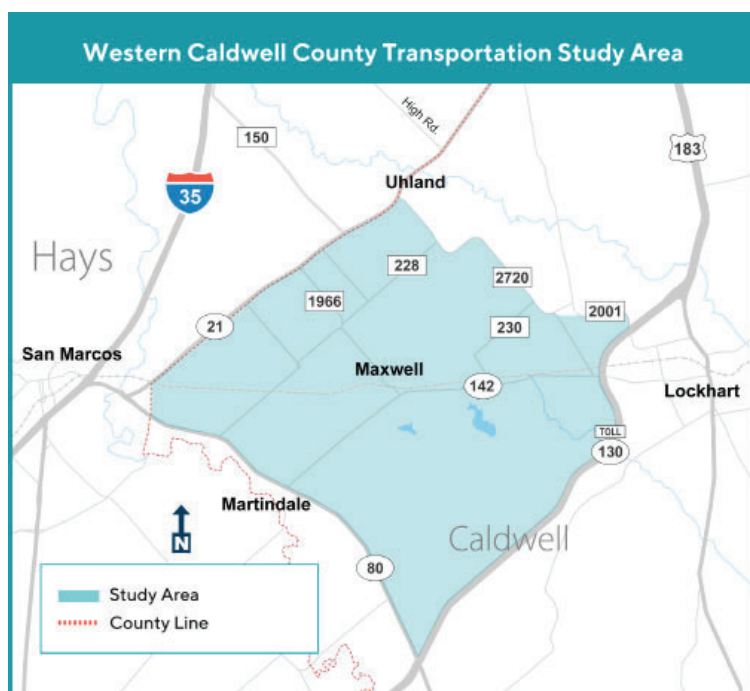 Western Caldwell County Transportation Study Area
High Rd.
150
183
Uhland
35
Hays
228
2720
1966
2001
21
230
San Marcos
Maxwell
142
Lockhart
TOLL
130
Martindale
Caldwell
N
80
Study Area
County Line